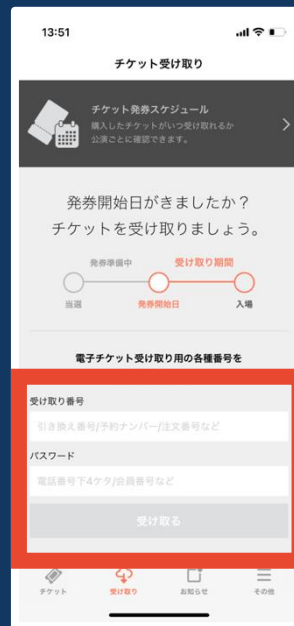 13:51
チケット受け取り
チケット発券スケジュール
購入したチケットがいつ受け取れるか
公演ごとに確認できます。
発券開始日がきましたか？
チケットを受け取りましょう。
発券準備中
受け取り期間
当選
発券開始日
入場
電子チケット受け取り用の各種番号を
受け取り番号
引き換え番号/予約ナンバー/注文番号など
パスワード
電話番号下4ケタ/会員番号など
受け取る
チケット
受け取り
お知らせ
その他